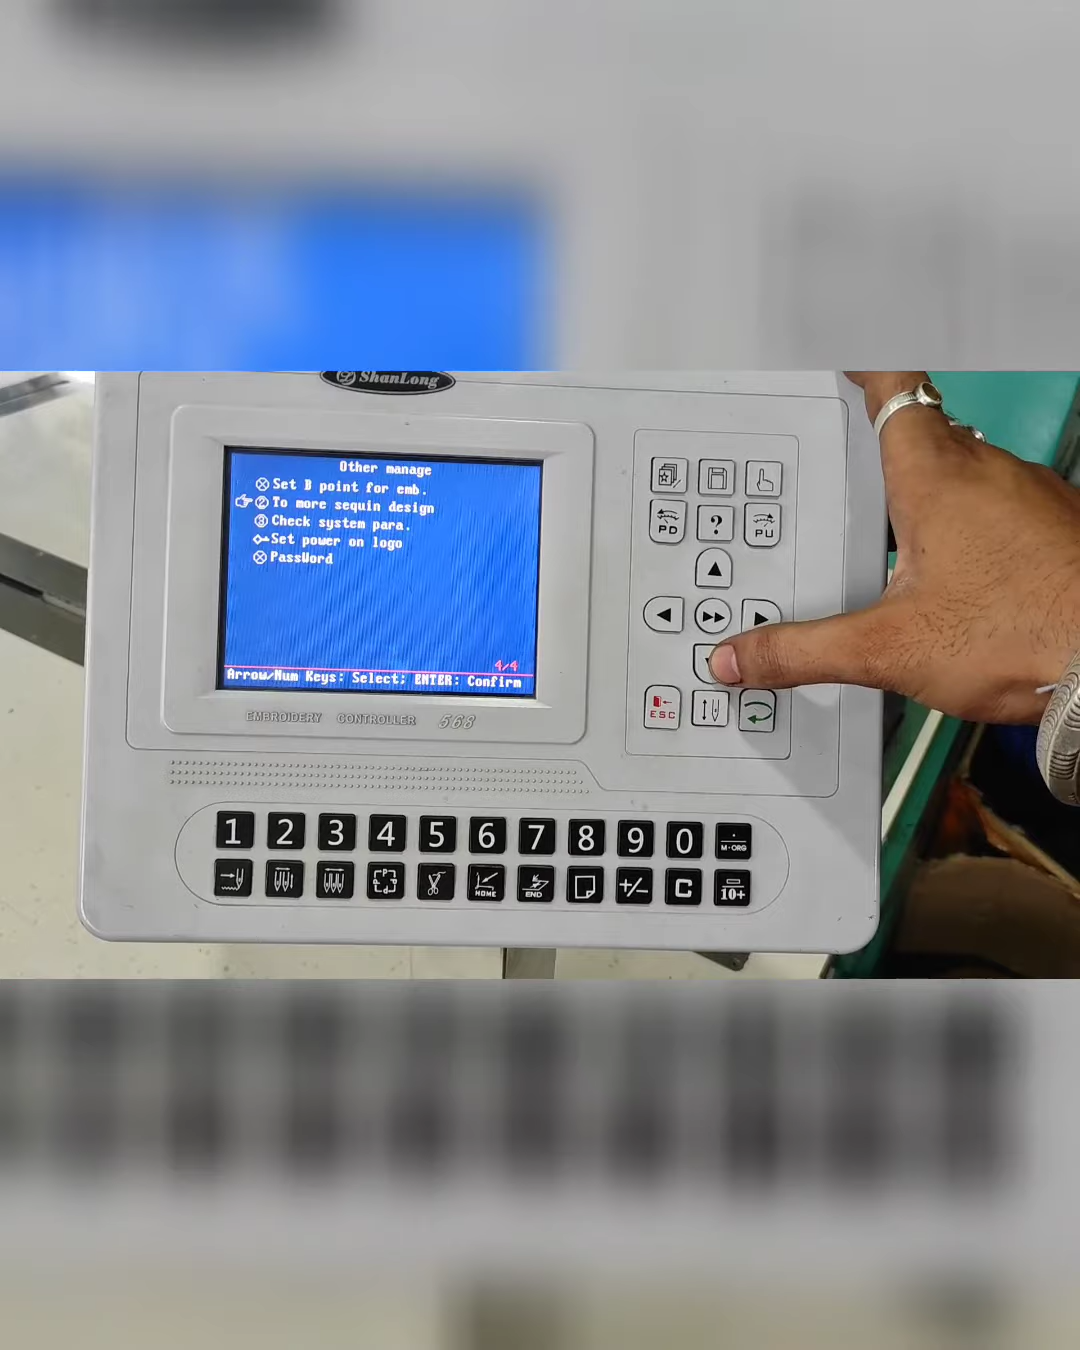 ShanLong
Other manage
Set B point for emb.
② To more sequin design
③ Check system para.
Set power on logo
PassWord
4/4
Arrow/Num Keys: Select; ENTER: Confirm
EMBROIDERY CONTROLLER 568
PD ? PU
ESC
1 2 3 4 5 6 7 8 9 0 . M·ORG
HOME END +/- C 10+